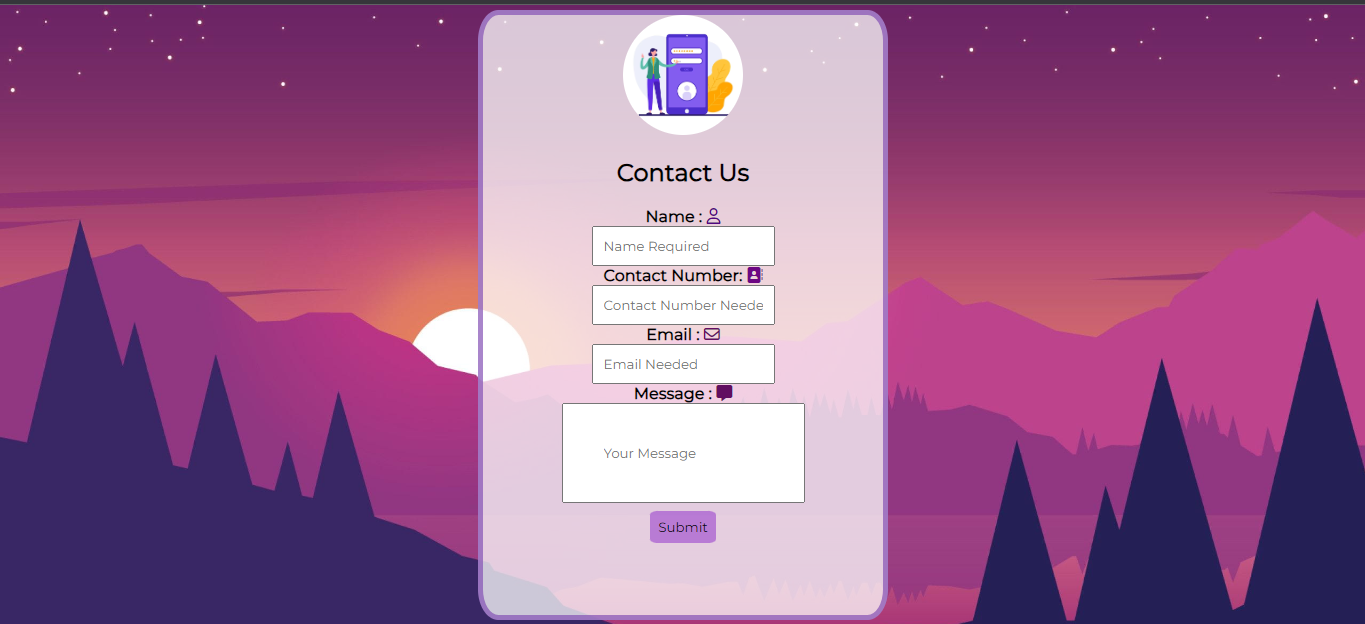 Contact Us
Name :
Name Required
Contact Number:
Contact Number Neede
Email :
Email Needed
Message :
Your Message
Submit